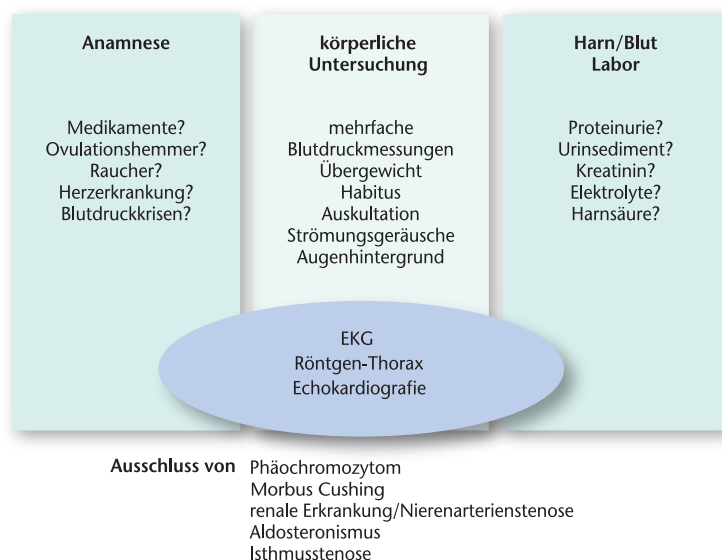 Anamnese
Medikamente?
Ovulationshemmer?
Raucher?
Herzerkrankung?
Blutdruckkrisen?
körperliche
Untersuchung
mehrfache
Blutdruckmessungen
Übergewicht
Habitus
Auskultation
Strömungsgeräusche
Augenhintergrund
Harn/Blut
Labor
Proteinurie?
Urinsediment?
Kreatinin?
Elektrolyte?
Harnsäure?
EKG
Röntgen-Thorax
Echokardiografie
Ausschluss von Phäochromozytom
Morbus Cushing
renale Erkrankung/Nierenarterienstenose
Aldosteronismus
Isthmusstenose